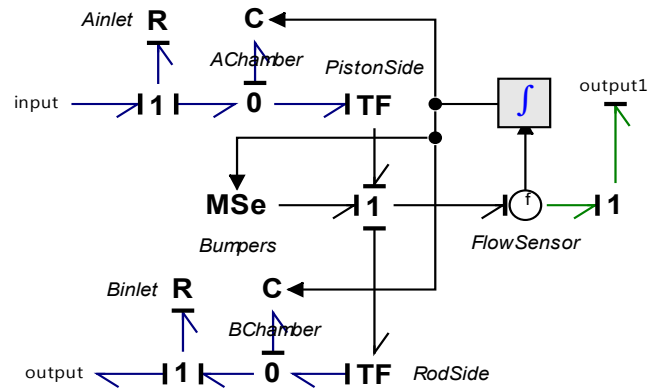 Ainlet R C
AChamber
PistonSide
input 1 0 TF
∫ output1
MSe 1 f 1
Bumpers FlowSensor
Binlet R C
BChamber
output 1 0 TF RodSide